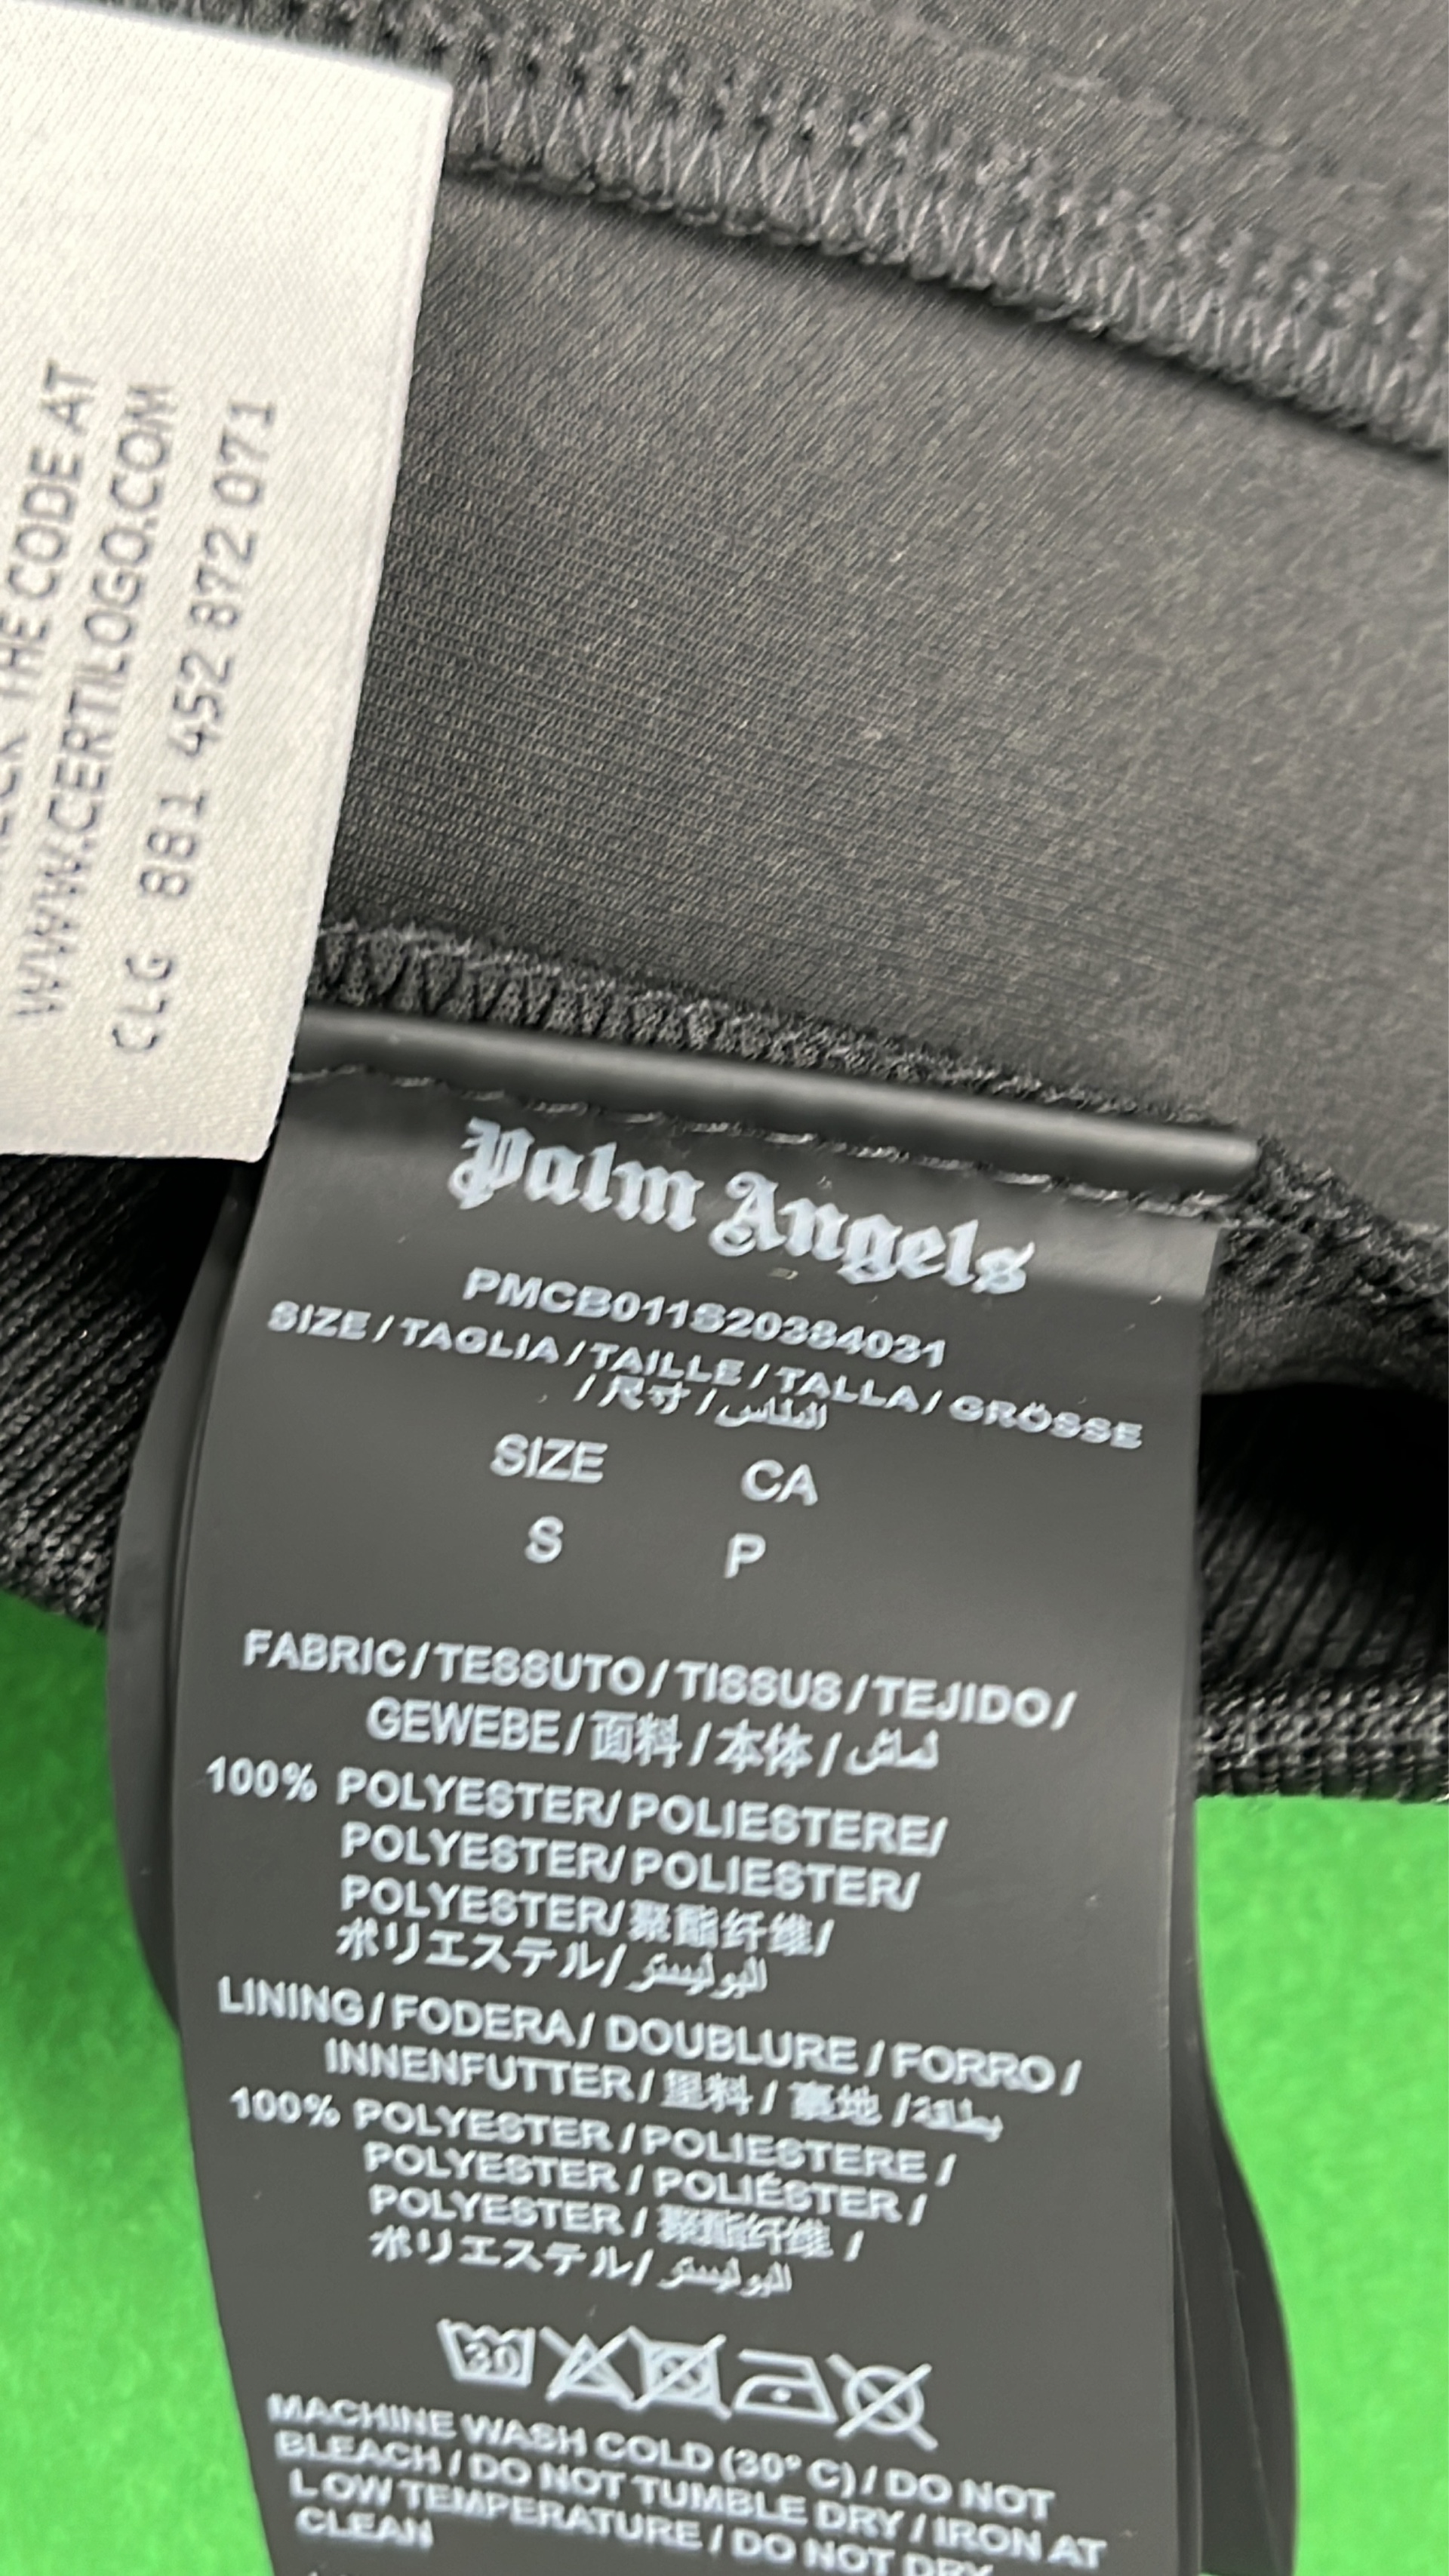 THE CODE AT
WWW.CERTILOGO.COM
CLG 881 452 872 071
Palm Angels
PMCB011S20384031
SIZE / TAGLIA / TAILLE / TALLA / GRÖSSE
/ 尺寸 /
SIZE CA
S P
FABRIC / TESSUTO / TISSUS / TEJIDO /
GEWEBE / 面料 / 本体 /
100% POLYESTER/ POLIESTERE/
POLYESTER/ POLIESTER/
POLYESTER/ 聚酯纤维/
ポリエステル/ البوليستر
LINING / FODERA / DOUBLURE / FORRO /
INNENFUTTER / 里料 / 裏地 /
100% POLYESTER / POLIESTERE /
POLYESTER / POLIÉSTER /
POLYESTER / 聚酯纤维 /
ポリエステル/ البوليستر
30
MACHINE WASH COLD (30° C) / DO NOT
BLEACH / DO NOT TUMBLE DRY / IRON AT
LOW TEMPERATURE / DO NOT DRY
CLEAN